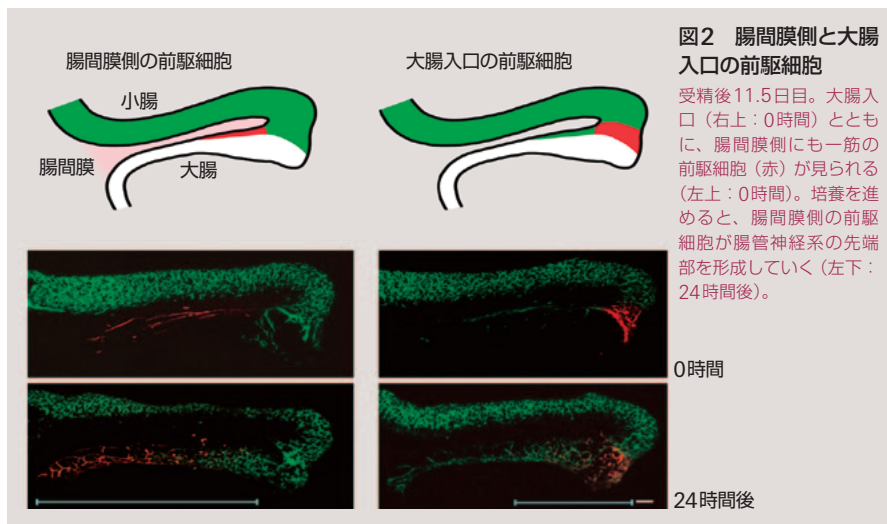 図2　腸間膜側と大腸
入口の前駆細胞
受精後11.5日目。大腸入
口（右上：0時間）ととも
に、腸間膜側にも一筋の
前駆細胞（赤）が見られる
（左上：0時間）。培養を進
めると、腸間膜側の前駆
細胞が腸管神経系の先端
部を形成していく（左下：
24時間後）。
腸間膜側の前駆細胞
小腸
腸間膜
大腸
大腸入口の前駆細胞
0時間
24時間後